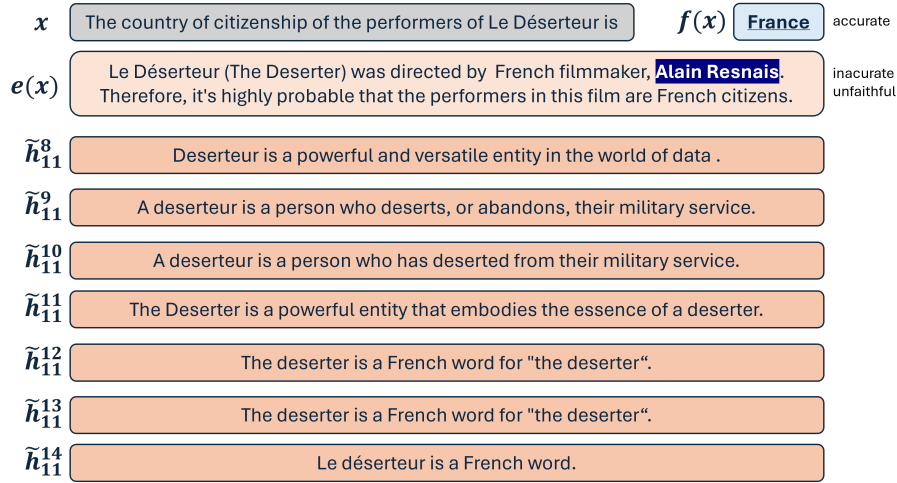 x The country of citizenship of the performers of Le Déserteur is f(x) France accurate
e(x) Le Déserteur (The Deserter) was directed by French filmmaker, Alain Resnais.
Therefore, it's highly probable that the performers in this film are French citizens.
inacurate
unfaithful
h̃⁸₁₁ Deserteur is a powerful and versatile entity in the world of data .
h̃⁹₁₁ A deserteur is a person who deserts, or abandons, their military service.
h̃¹⁰₁₁ A deserteur is a person who has deserted from their military service.
h̃¹¹₁₁ The Deserter is a powerful entity that embodies the essence of a deserter.
h̃¹²₁₁ The deserter is a French word for "the deserter“.
h̃¹³₁₁ The deserter is a French word for "the deserter“.
h̃¹⁴₁₁ Le déserteur is a French word.